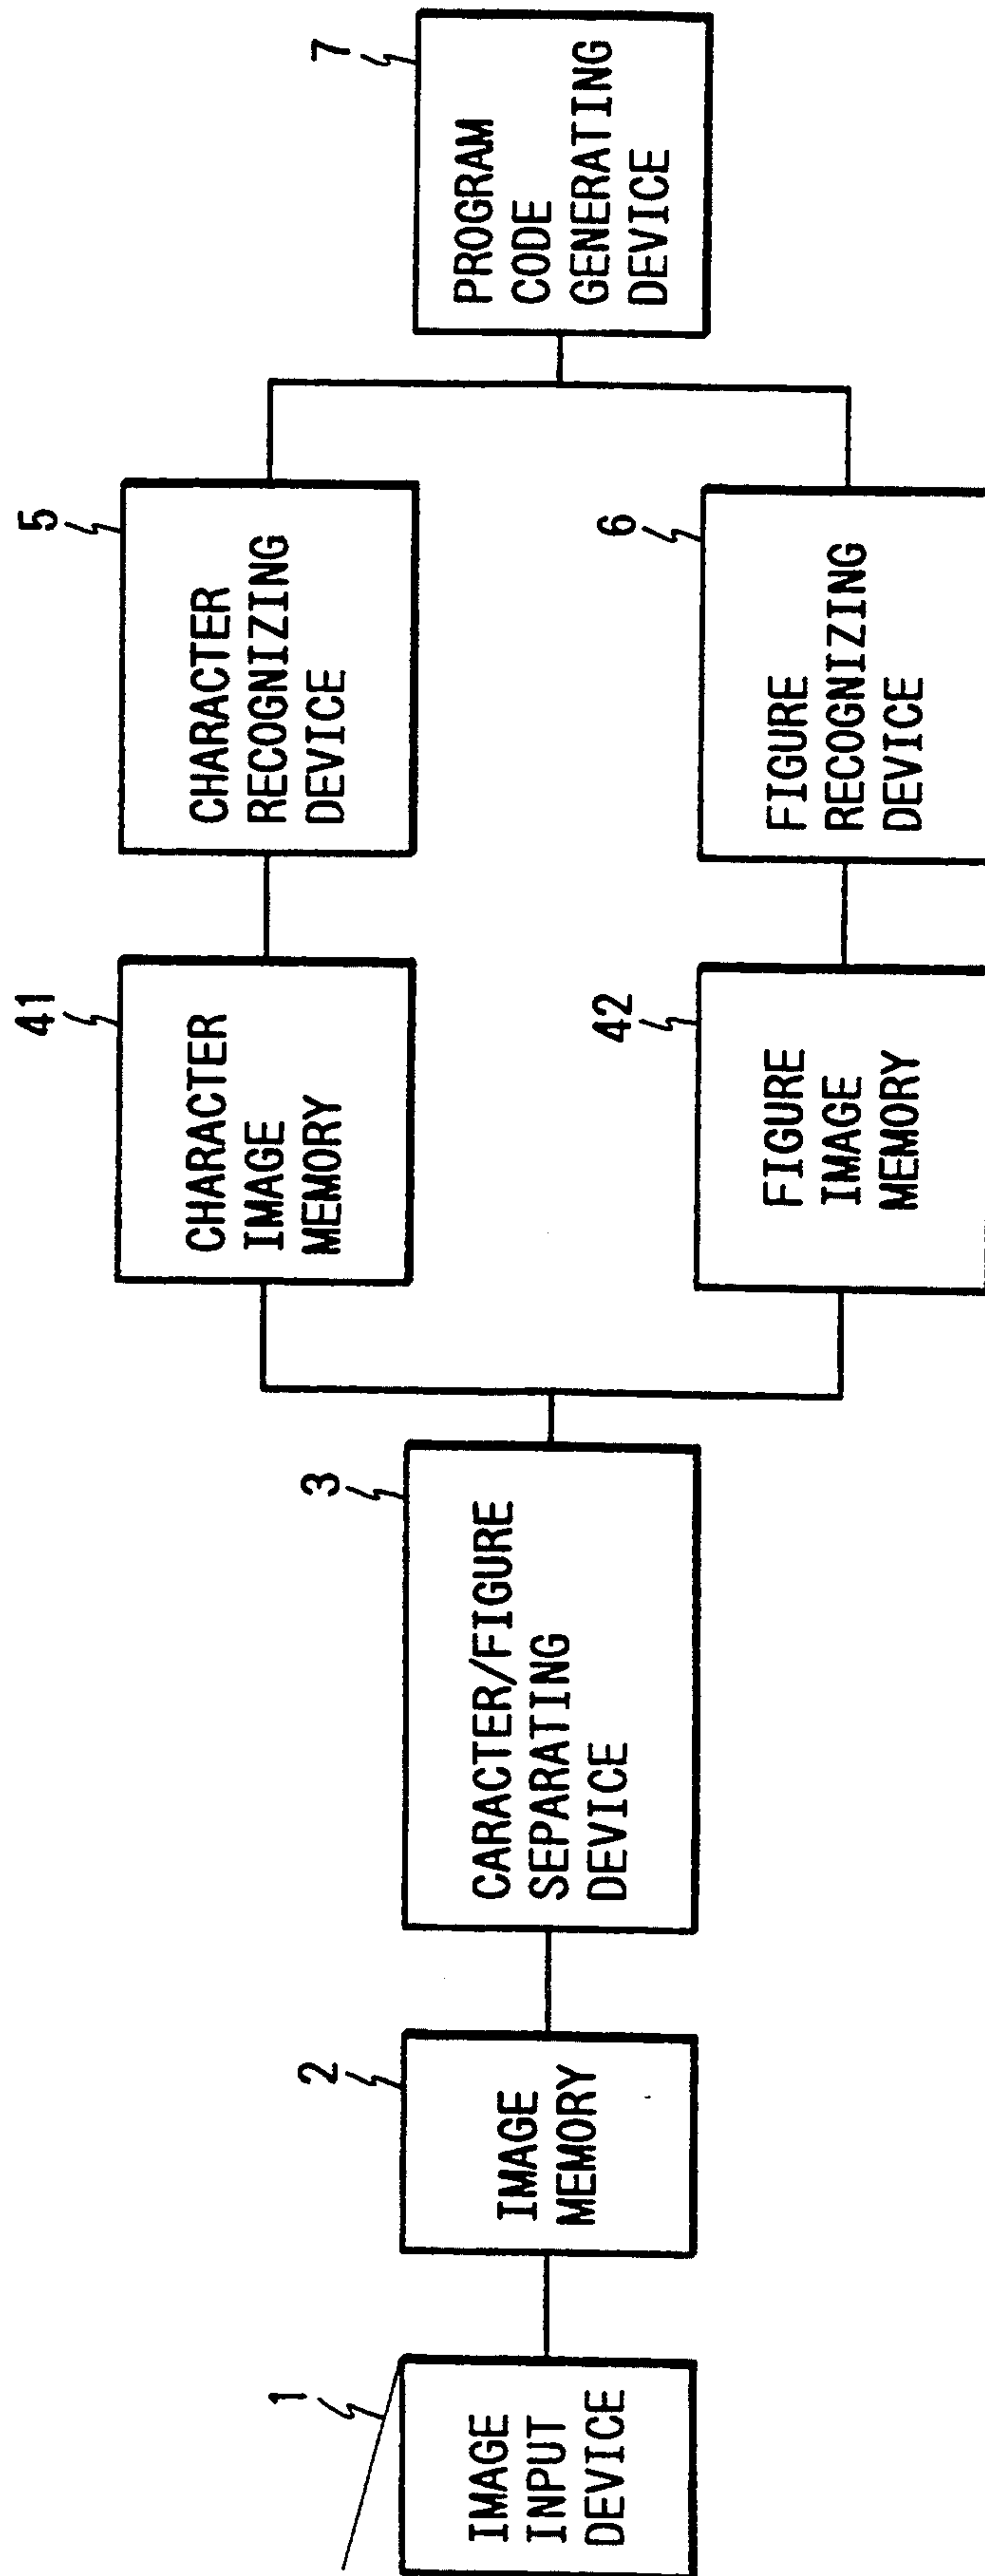 1
IMAGE
INPUT
DEVICE
2
IMAGE
MEMORY
3
CARACTER/FIGURE
SEPARATING
DEVICE
41
CHARACTER
IMAGE
MEMORY
5
CHARACTER
RECOGNIZING
DEVICE
42
FIGURE
IMAGE
MEMORY
6
FIGURE
RECOGNIZING
DEVICE
7
PROGRAM
CODE
GENERATING
DEVICE